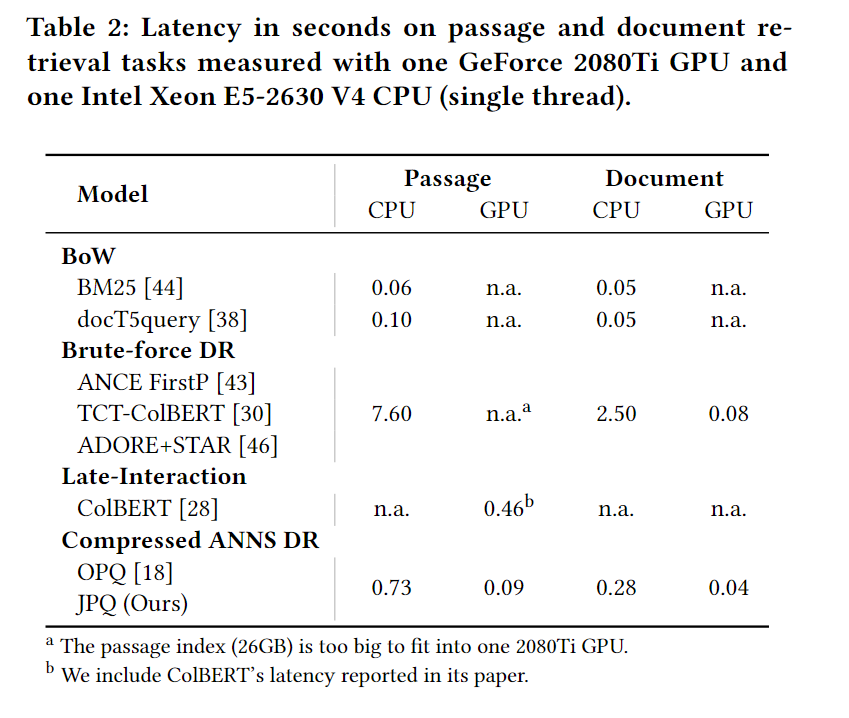 Table 2: Latency in seconds on passage and document re-
trieval tasks measured with one GeForce 2080Ti GPU and
one Intel Xeon E5-2630 V4 CPU (single thread).
Model Passage Document
CPU GPU CPU GPU
BoW
BM25 [44] 0.06 n.a. 0.05 n.a.
docT5query [38] 0.10 n.a. 0.05 n.a.
Brute-force DR
ANCE FirstP [43]
TCT-ColBERT [30] 7.60 n.a.a 2.50 0.08
ADORE+STAR [46]
Late-Interaction
ColBERT [28] n.a. 0.46b n.a. n.a.
Compressed ANNS DR
OPQ [18]
0.73 0.09 0.28 0.04
JPQ (Ours)
a The passage index (26GB) is too big to fit into one 2080Ti GPU.
b We include ColBERT's latency reported in its paper.